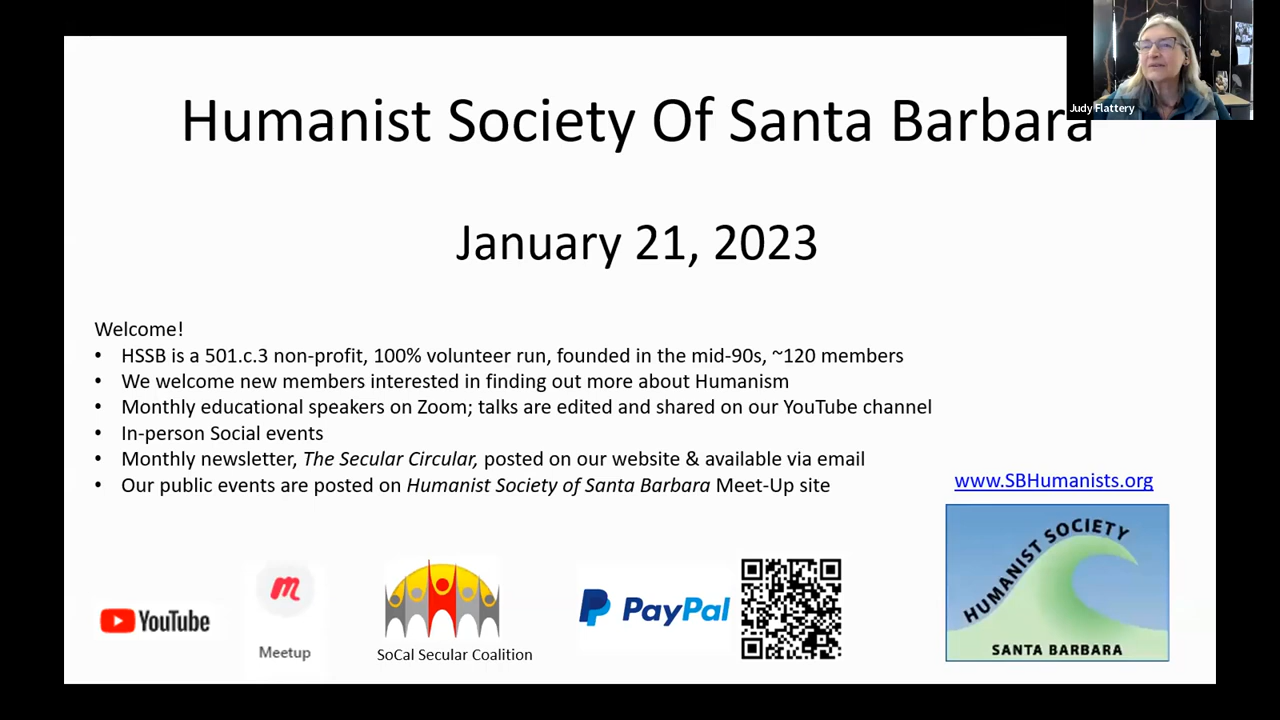 Judy Flattery
Humanist Society Of Santa Barbara
January 21, 2023
Welcome!
• HSSB is a 501.c.3 non-profit, 100% volunteer run, founded in the mid-90s, ~120 members
• We welcome new members interested in finding out more about Humanism
• Monthly educational speakers on Zoom; talks are edited and shared on our YouTube channel
• In-person Social events
• Monthly newsletter, The Secular Circular, posted on our website & available via email
• Our public events are posted on Humanist Society of Santa Barbara Meet-Up site
www.SBHumanists.org
YouTube
m
Meetup
SoCal Secular Coalition
PayPal
HUMANIST SOCIETY
SANTA BARBARA